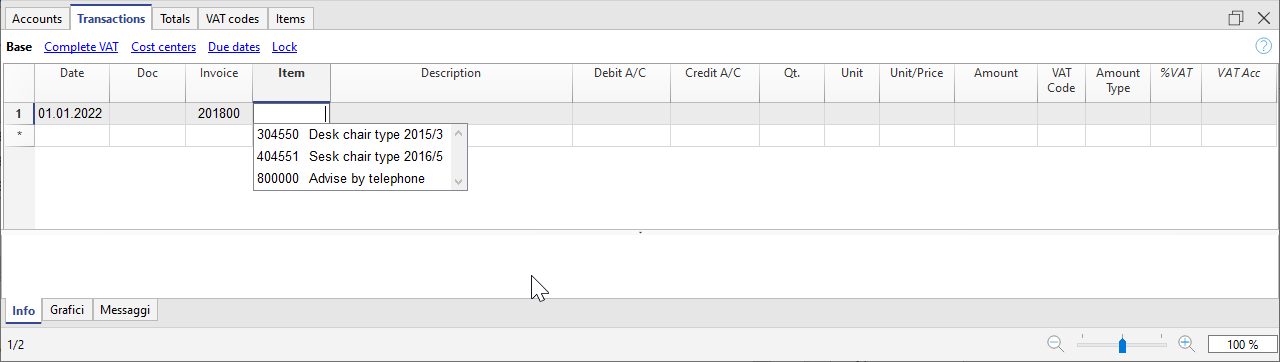 Accounts Transactions Totals VAT codes Items
Base Complete VAT Cost centers Due dates Lock ?
Date Doc Invoice Item Description Debit A/C Credit A/C Qt. Unit Unit/Price Amount VAT Code Amount Type %VAT VAT Acc
1 01.01.2022 201800
*
304550 Desk chair type 2015/3
404551 Sesk chair type 2016/5
800000 Advise by telephone
Info Grafici Messaggi
1/2 100 %